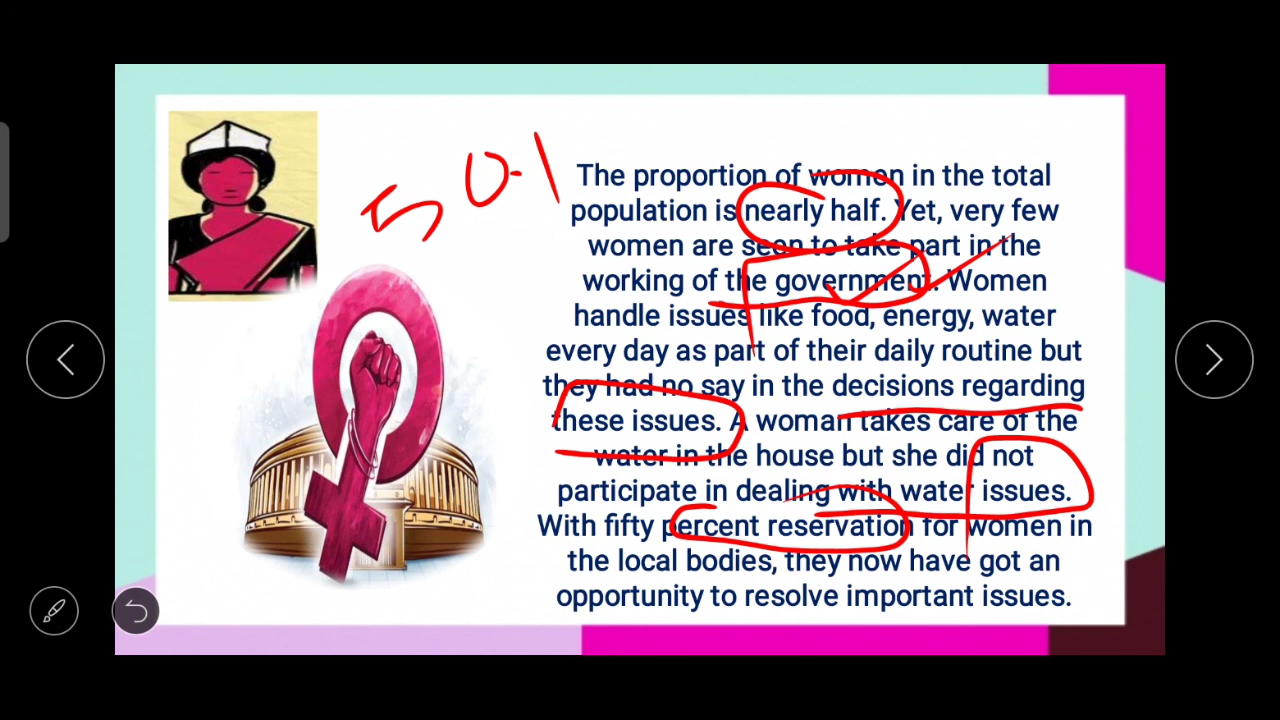 50.1
The proportion of women in the total
population is nearly half. Yet, very few
women are seen to take part in the
working of the government. Women
handle issues like food, energy, water
every day as part of their daily routine but
they had no say in the decisions regarding
these issues. A woman takes care of the
water in the house but she did not
participate in dealing with water issues.
With fifty percent reservation for women in
the local bodies, they now have got an
opportunity to resolve important issues.